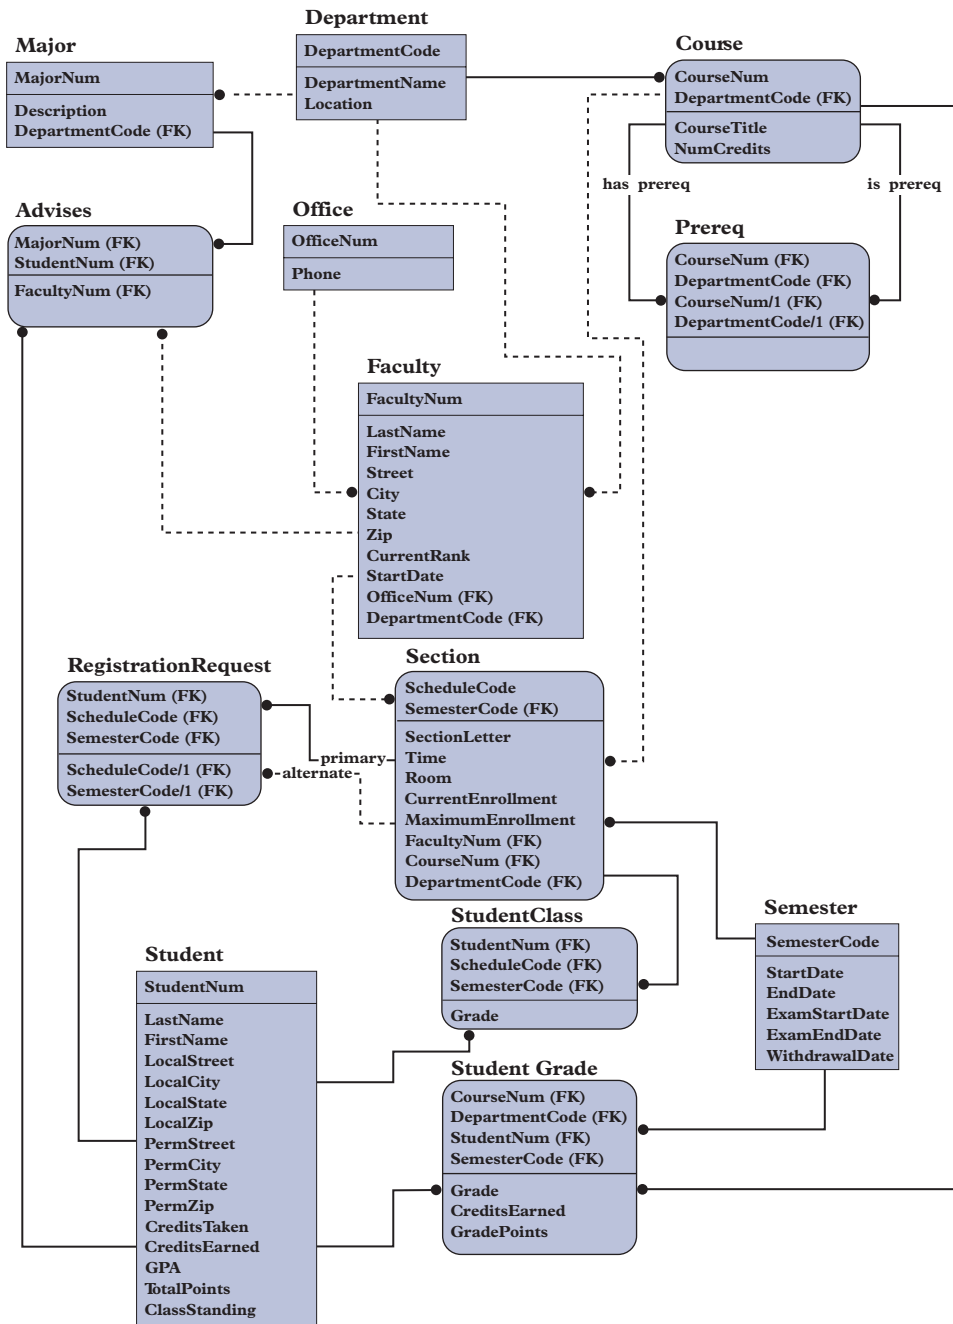 Department
DepartmentCode
DepartmentName
Location
Major
MajorNum
Description
DepartmentCode (FK)
Course
CourseNum
DepartmentCode (FK)
CourseTitle
NumCredits
has prereq
is prereq
Advises
MajorNum (FK)
StudentNum (FK)
FacultyNum (FK)
Office
OfficeNum
Phone
Prereq
CourseNum (FK)
DepartmentCode (FK)
CourseNum/1 (FK)
DepartmentCode/1 (FK)
Faculty
FacultyNum
LastName
FirstName
Street
City
State
Zip
CurrentRank
StartDate
OfficeNum (FK)
DepartmentCode (FK)
RegistrationRequest
StudentNum (FK)
ScheduleCode (FK)
SemesterCode (FK)
ScheduleCode/1 (FK)
SemesterCode/1 (FK)
primary
alternate
Section
ScheduleCode
SemesterCode (FK)
SectionLetter
Time
Room
CurrentEnrollment
MaximumEnrollment
FacultyNum (FK)
CourseNum (FK)
DepartmentCode (FK)
StudentClass
StudentNum (FK)
ScheduleCode (FK)
SemesterCode (FK)
Grade
Semester
SemesterCode
StartDate
EndDate
ExamStartDate
ExamEndDate
WithdrawalDate
Student
StudentNum
LastName
FirstName
LocalStreet
LocalCity
LocalState
LocalZip
PermStreet
PermCity
PermState
PermZip
CreditsTaken
CreditsEarned
GPA
TotalPoints
ClassStanding
Student Grade
CourseNum (FK)
DepartmentCode (FK)
StudentNum (FK)
SemesterCode (FK)
Grade
CreditsEarned
GradePoints